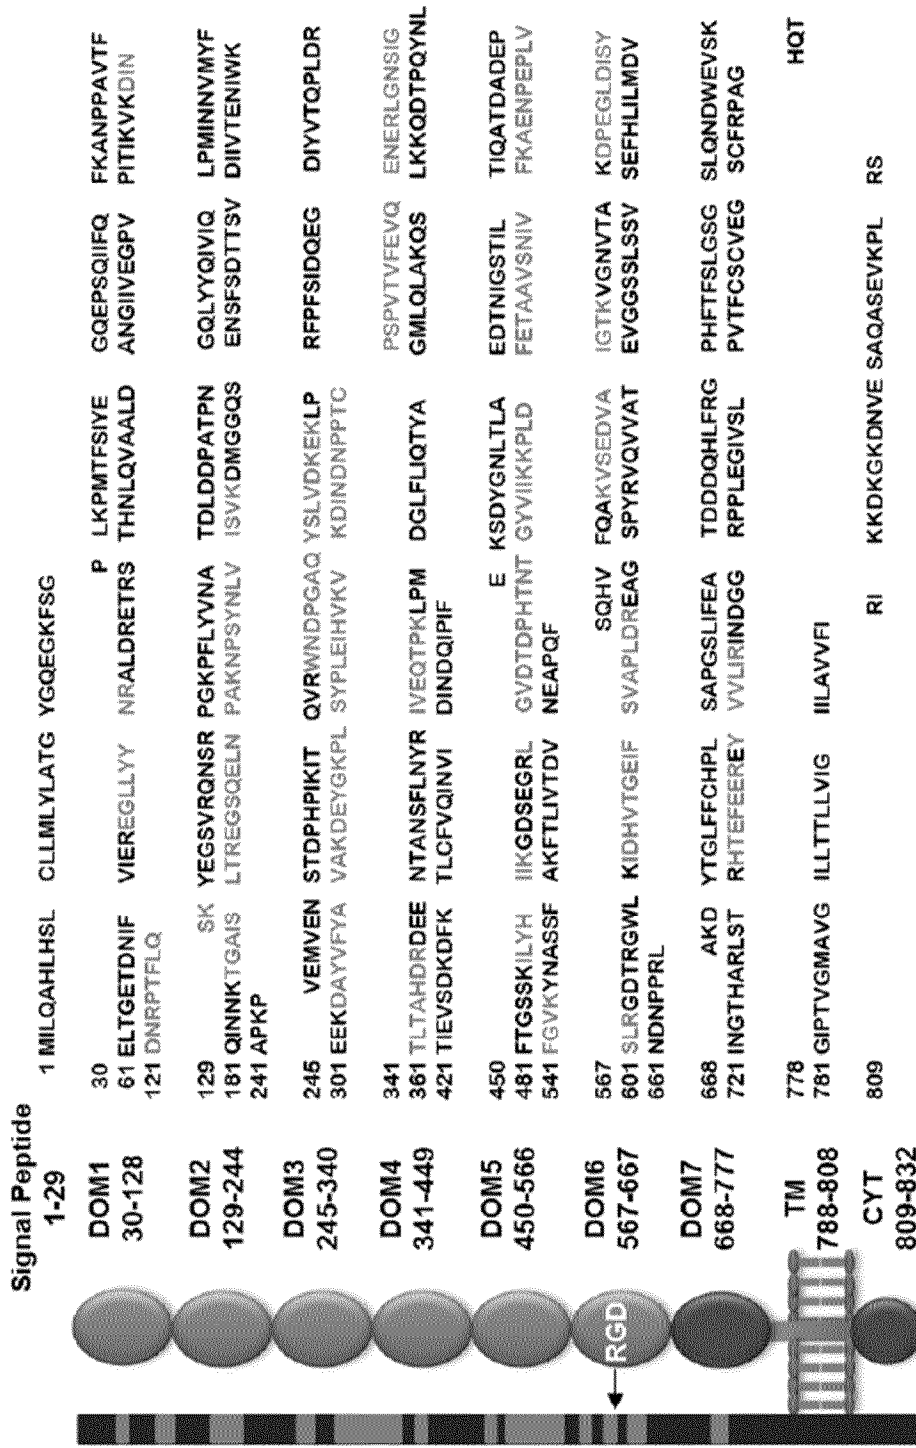 Signal Peptide
1-29
1 MILQAHLHSL CLLMLYLATG YGQEGKFSG
DOM1
30-128
30 P LKPMTFSIYE GQEPSQIIFQ FKANPPAVTF
61 ELTGETDNIF VIEREGLLYY NRALDRETRS THNLQVAALD ANGIIVEGPV PITIKVKDIN
121 DNRPTFLQ
DOM2
129-244
129 SK YEGSVRQNSR PGKPFLYVNA TDLDDPATPN GQLYYQIVIQ LPMINNVMYF
181 QINNKTGAIS LTREGSQELN PAKNPSYNLV ISVKDMGGQS ENSFSDTTSV DIIVTENIWK
241 APKP
DOM3
245-340
245 VEMVEN STDPHPIKIT QVRWNDPGAQ YSLVDKEKLP RFPFSIDQEG DIYVTQPLDR
301 EEKDAYVFYA VAKDEYGKPL SYPLEIHVKV KDINDNPPTC
DOM4
341-449
341 PSPVTVFEVQ ENERLGNSIG
361 TLTAHDRDEE NTANSFLNYR IVEQTPKLPM DGLFLIQTYA GMLQLAKQS LKKQDTPQYNL
421 TIEVSDKDFK TLCFVQINVI DINDQIPIF
DOM5
450-566
450 E KSDYGNLTLA EDTNIGSTIL TIQATDADEP
481 FTGSSKILYH IIKGDSEGRL GVDTDPHTNT GYVIIKKPLD FETAAVSNIV FKAENPEPLV
541 FGVKYNASSF AKFTLIVTDV NEAPQF
DOM6
567-667
567 SQHV FQAKVSEDVA IGTKVGNVTA KDPEGLDISY
601 SLRGDTRGWL KIDHVTGEIF SVAPLDREAG SPYRVQVVAT EVGGSSLSSV SEFHLILMDV
661 NDNPPRL
DOM7
668-777
668 AKD YTGLFFCHPL SAPGSLIFEA TDDDQHLFRG PHFTFSLGSG SLQNDWEVSK
721 INGTHARLST RHTEFEEREY VVLIRINDGG RPPLEGIVSL PVTFCSCVEG SCFRPAG
TM
788-808
778 HQT
781 GIPTVGMAVG ILLTTLLVIG IILAVVFI
CYT
809-832
809 RI KKDKGKDNVE SAQASEVKPL RS
RGD